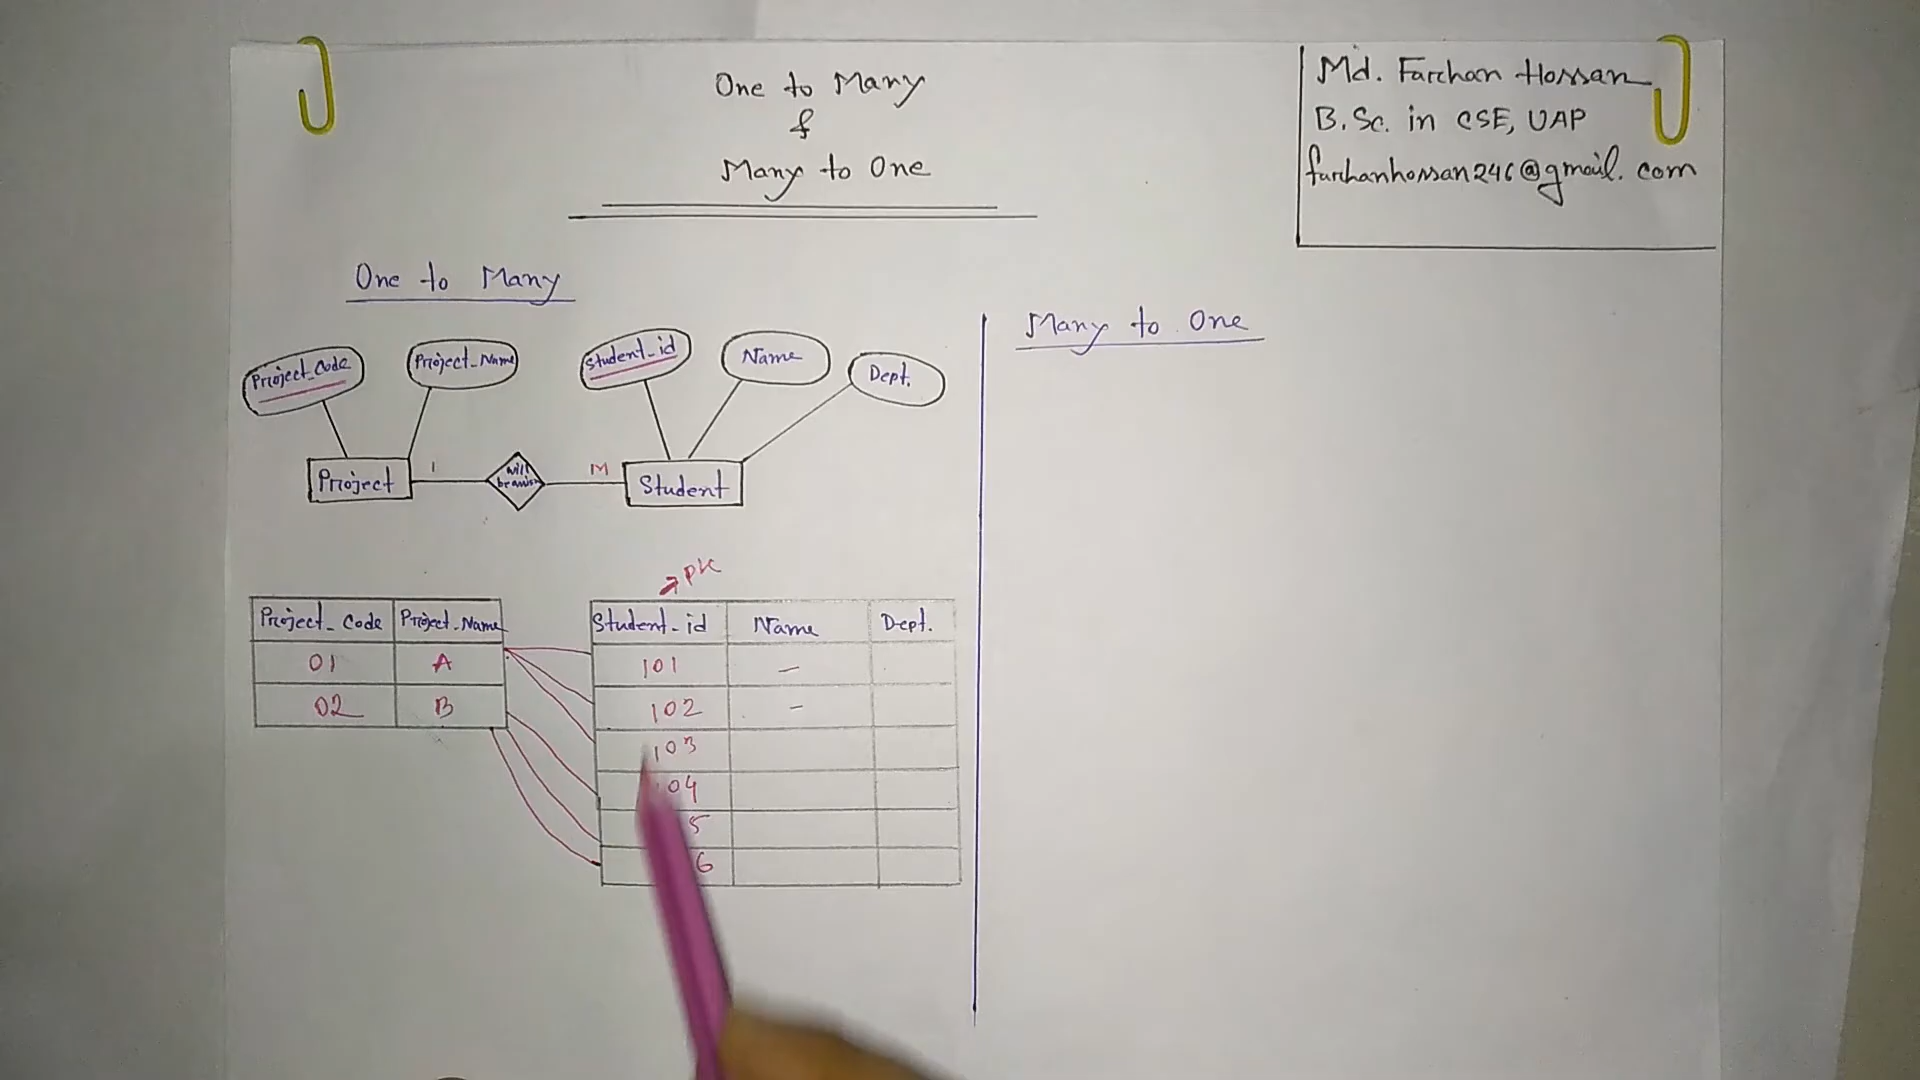 One to Many
&
Many to One
Md. Farhan Hossan
B.Sc. in CSE, UAP
farhanhossan246@gmail.com
One to Many
Project_Code
Project_Name
Student_id
Name
Dept.
Project
1
will
M
Student
PK
Project_Code Project_Name
01 A
02 B
Student_id Name Dept.
101 —
102 —
103
104
5
6
Many to One